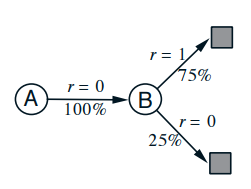 r = 1
75%
r = 0
A
B
100%
r = 0
25%